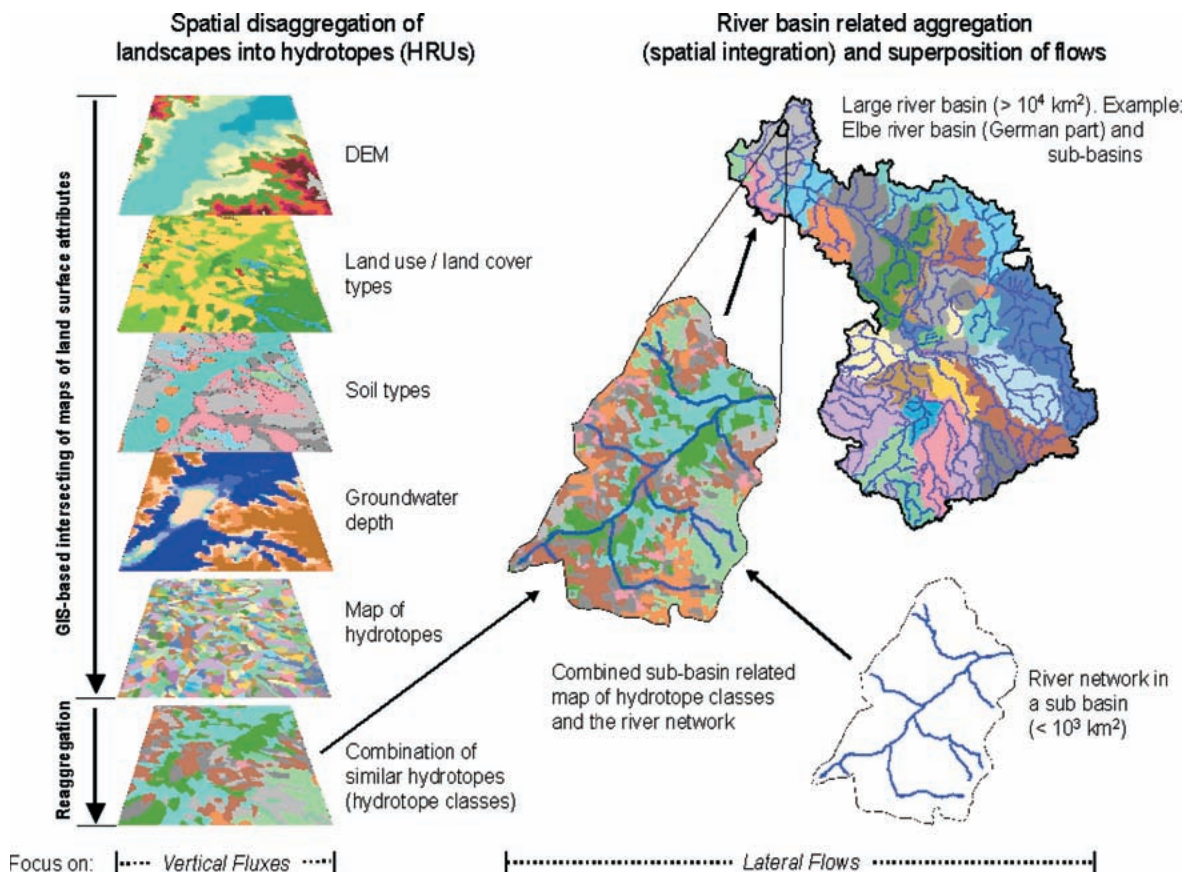 Spatial disaggregation of
landscapes into hydrotopes (HRUs)
River basin related aggregation
(spatial integration) and superposition of flows
GIS-based intersecting of maps of land surface attributes
Reaggregation
DEM
Land use / land cover
types
Soil types
Groundwater
depth
Map of
hydrotopes
Combination of
similar hydrotopes
(hydrotope classes)
Large river basin (> 10⁴ km²). Example:
Elbe river basin (German part) and
sub-basins
Combined sub-basin related
map of hydrotope classes
and the river network
River network in
a sub basin
(< 10³ km²)
Focus on:
Vertical Fluxes
Lateral Flows